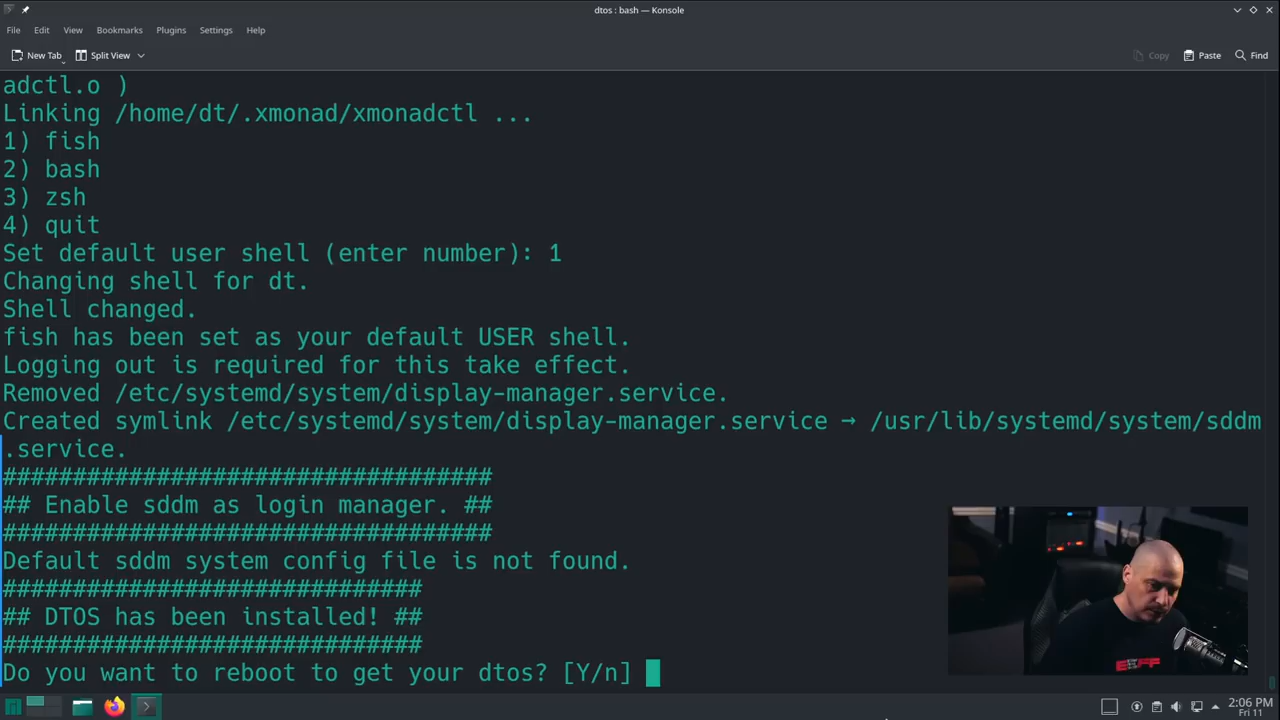 dtos : bash — Konsole
File Edit View Bookmarks Plugins Settings Help
New Tab Split View Copy Paste Find
adctl.o )
Linking /home/dt/.xmonad/xmonadctl ...
1) fish
2) bash
3) zsh
4) quit
Set default user shell (enter number): 1
Changing shell for dt.
Shell changed.
fish has been set as your default USER shell.
Logging out is required for this take effect.
Removed /etc/systemd/system/display-manager.service.
Created symlink /etc/systemd/system/display-manager.service → /usr/lib/systemd/system/sddm
.service.
###################################
## Enable sddm as login manager. ##
###################################
Default sddm system config file is not found.
##############################
## DTOS has been installed! ##
##############################
Do you want to reboot to get your dtos? [Y/n]
2:06 PM
Fri 11